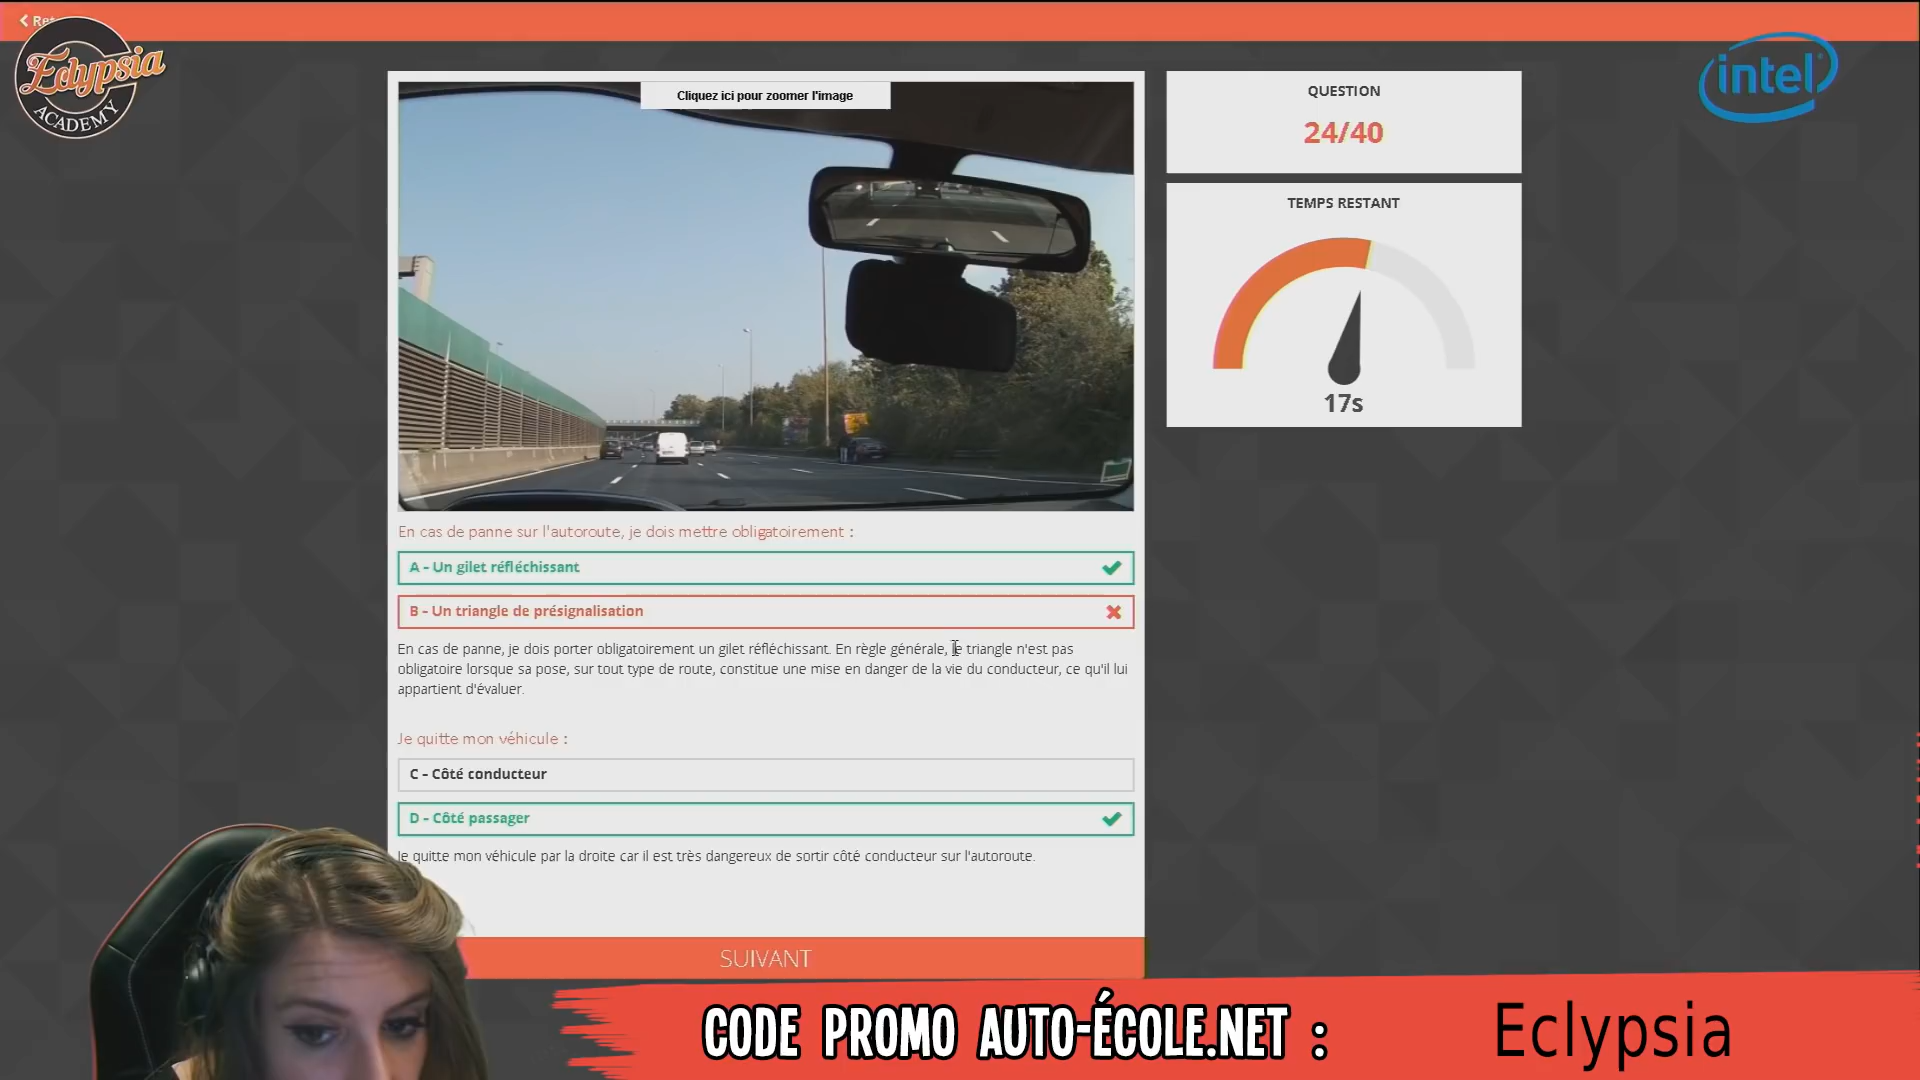 Eclypsia
ACADEMY
intel
Cliquez ici pour zoomer l'image
QUESTION
24/40
TEMPS RESTANT
17s
En cas de panne sur l'autoroute, je dois mettre obligatoirement :
A - Un gilet réfléchissant
B - Un triangle de présignalisation
En cas de panne, je dois porter obligatoirement un gilet réfléchissant. En règle générale, le triangle n'est pas
obligatoire lorsque sa pose, sur tout type de route, constitue une mise en danger de la vie du conducteur, ce qu'il lui
appartient d'évaluer.
Je quitte mon véhicule :
C - Côté conducteur
D - Côté passager
Je quitte mon véhicule par la droite car il est très dangereux de sortir côté conducteur sur l'autoroute.
SUIVANT
CODE PROMO AUTO-ÉCOLE.NET :
Eclypsia